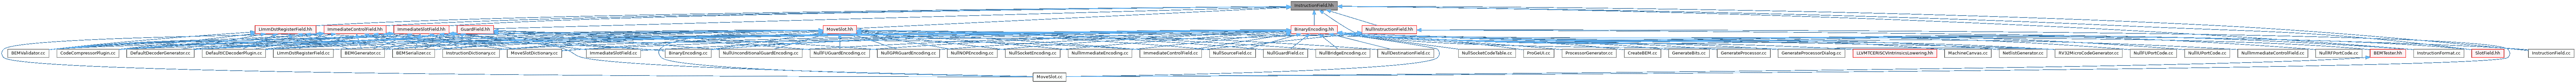 InstructionField.hh
LImmDstRegisterField.hh
ImmediateControlField.hh
ImmediateSlotField.hh
GuardField.hh
MoveSlot.hh
BinaryEncoding.hh
NullInstructionField.hh
BEMValidator.cc
CodeCompressorPlugin.cc
DefaultDecoderGenerator.cc
DefaultICDecoderPlugin.cc
LImmDstRegisterField.cc
BEMGenerator.cc
BEMSerializer.cc
InstructionDictionary.cc
MoveSlotDictionary.cc
ImmediateSlotField.cc
BinaryEncoding.cc
NullUnconditionalGuardEncoding.cc
NullFUGuardEncoding.cc
NullGPRGuardEncoding.cc
NullNOPEncoding.cc
NullSocketEncoding.cc
NullImmediateEncoding.cc
ImmediateControlField.cc
NullSourceField.cc
NullGuardField.cc
NullBridgeEncoding.cc
NullDestinationField.cc
NullSocketCodeTable.cc
ProGeUI.cc
ProcessorGenerator.cc
CreateBEM.cc
GenerateBits.cc
GenerateProcessor.cc
GenerateProcessorDialog.cc
LLVMTCERISCVIntrinsicsLowering.hh
MachineCanvas.cc
NetlistGenerator.cc
RV32MicroCodeGenerator.cc
NullFUPortCode.cc
NullIUPortCode.cc
NullImmediateControlField.cc
NullRFPortCode.cc
BEMTester.hh
InstructionFormat.cc
SlotField.hh
InstructionField.cc
MoveSlot.cc